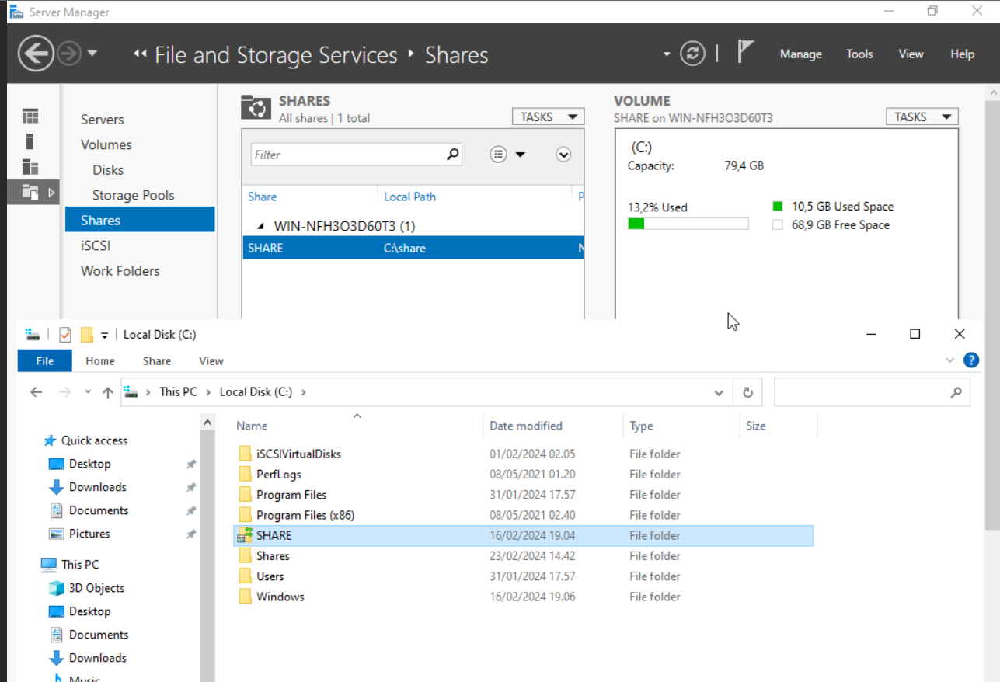 Server Manager
File and Storage Services Shares
Manage Tools View Help
Servers
Volumes
Disks
Storage Pools
Shares
iSCSI
Work Folders
SHARES
All shares | 1 total
TASKS
Filter
Share Local Path P
WIN-NFH3O3D60T3 (1)
SHARE C:\share N
VOLUME
SHARE on WIN-NFH3O3D60T3
TASKS
(C:)
Capacity: 79,4 GB
13,2% Used
10,5 GB Used Space
68,9 GB Free Space
Local Disk (C:)
File Home Share View
This PC Local Disk (C:)
Quick access
Desktop
Downloads
Documents
Pictures
This PC
3D Objects
Desktop
Documents
Downloads
Music
Name Date modified Type Size
iSCSIVirtualDisks 01/02/2024 02.05 File folder
PerfLogs 08/05/2021 01.20 File folder
Program Files 31/01/2024 17.57 File folder
Program Files (x86) 08/05/2021 02.40 File folder
SHARE 16/02/2024 19.04 File folder
Shares 23/02/2024 14.42 File folder
Users 31/01/2024 17.57 File folder
Windows 16/02/2024 19.06 File folder